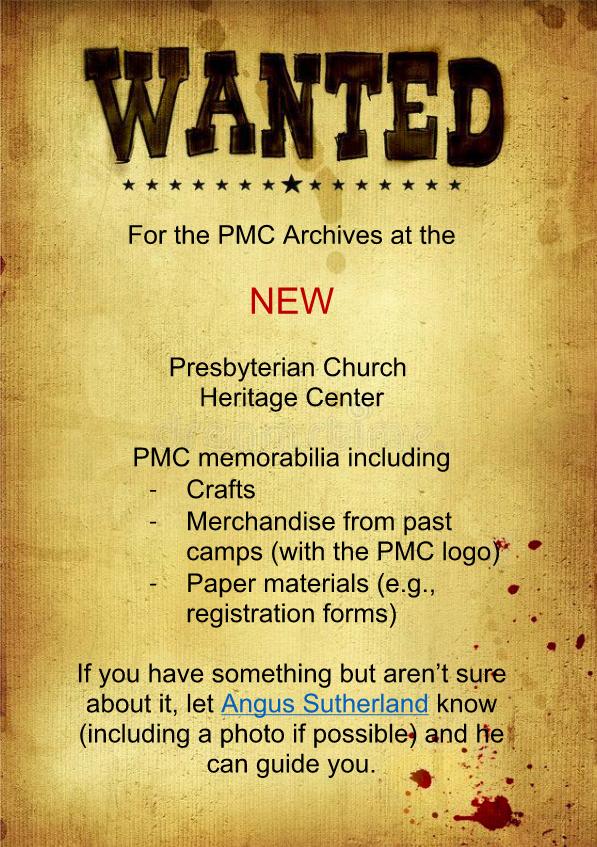 WANTED
For the PMC Archives at the
NEW
Presbyterian Church
Heritage Center
PMC memorabilia including
- Crafts
- Merchandise from past
camps (with the PMC logo)
- Paper materials (e.g.,
registration forms)
If you have something but aren't sure
about it, let Angus Sutherland know
(including a photo if possible) and he
can guide you.